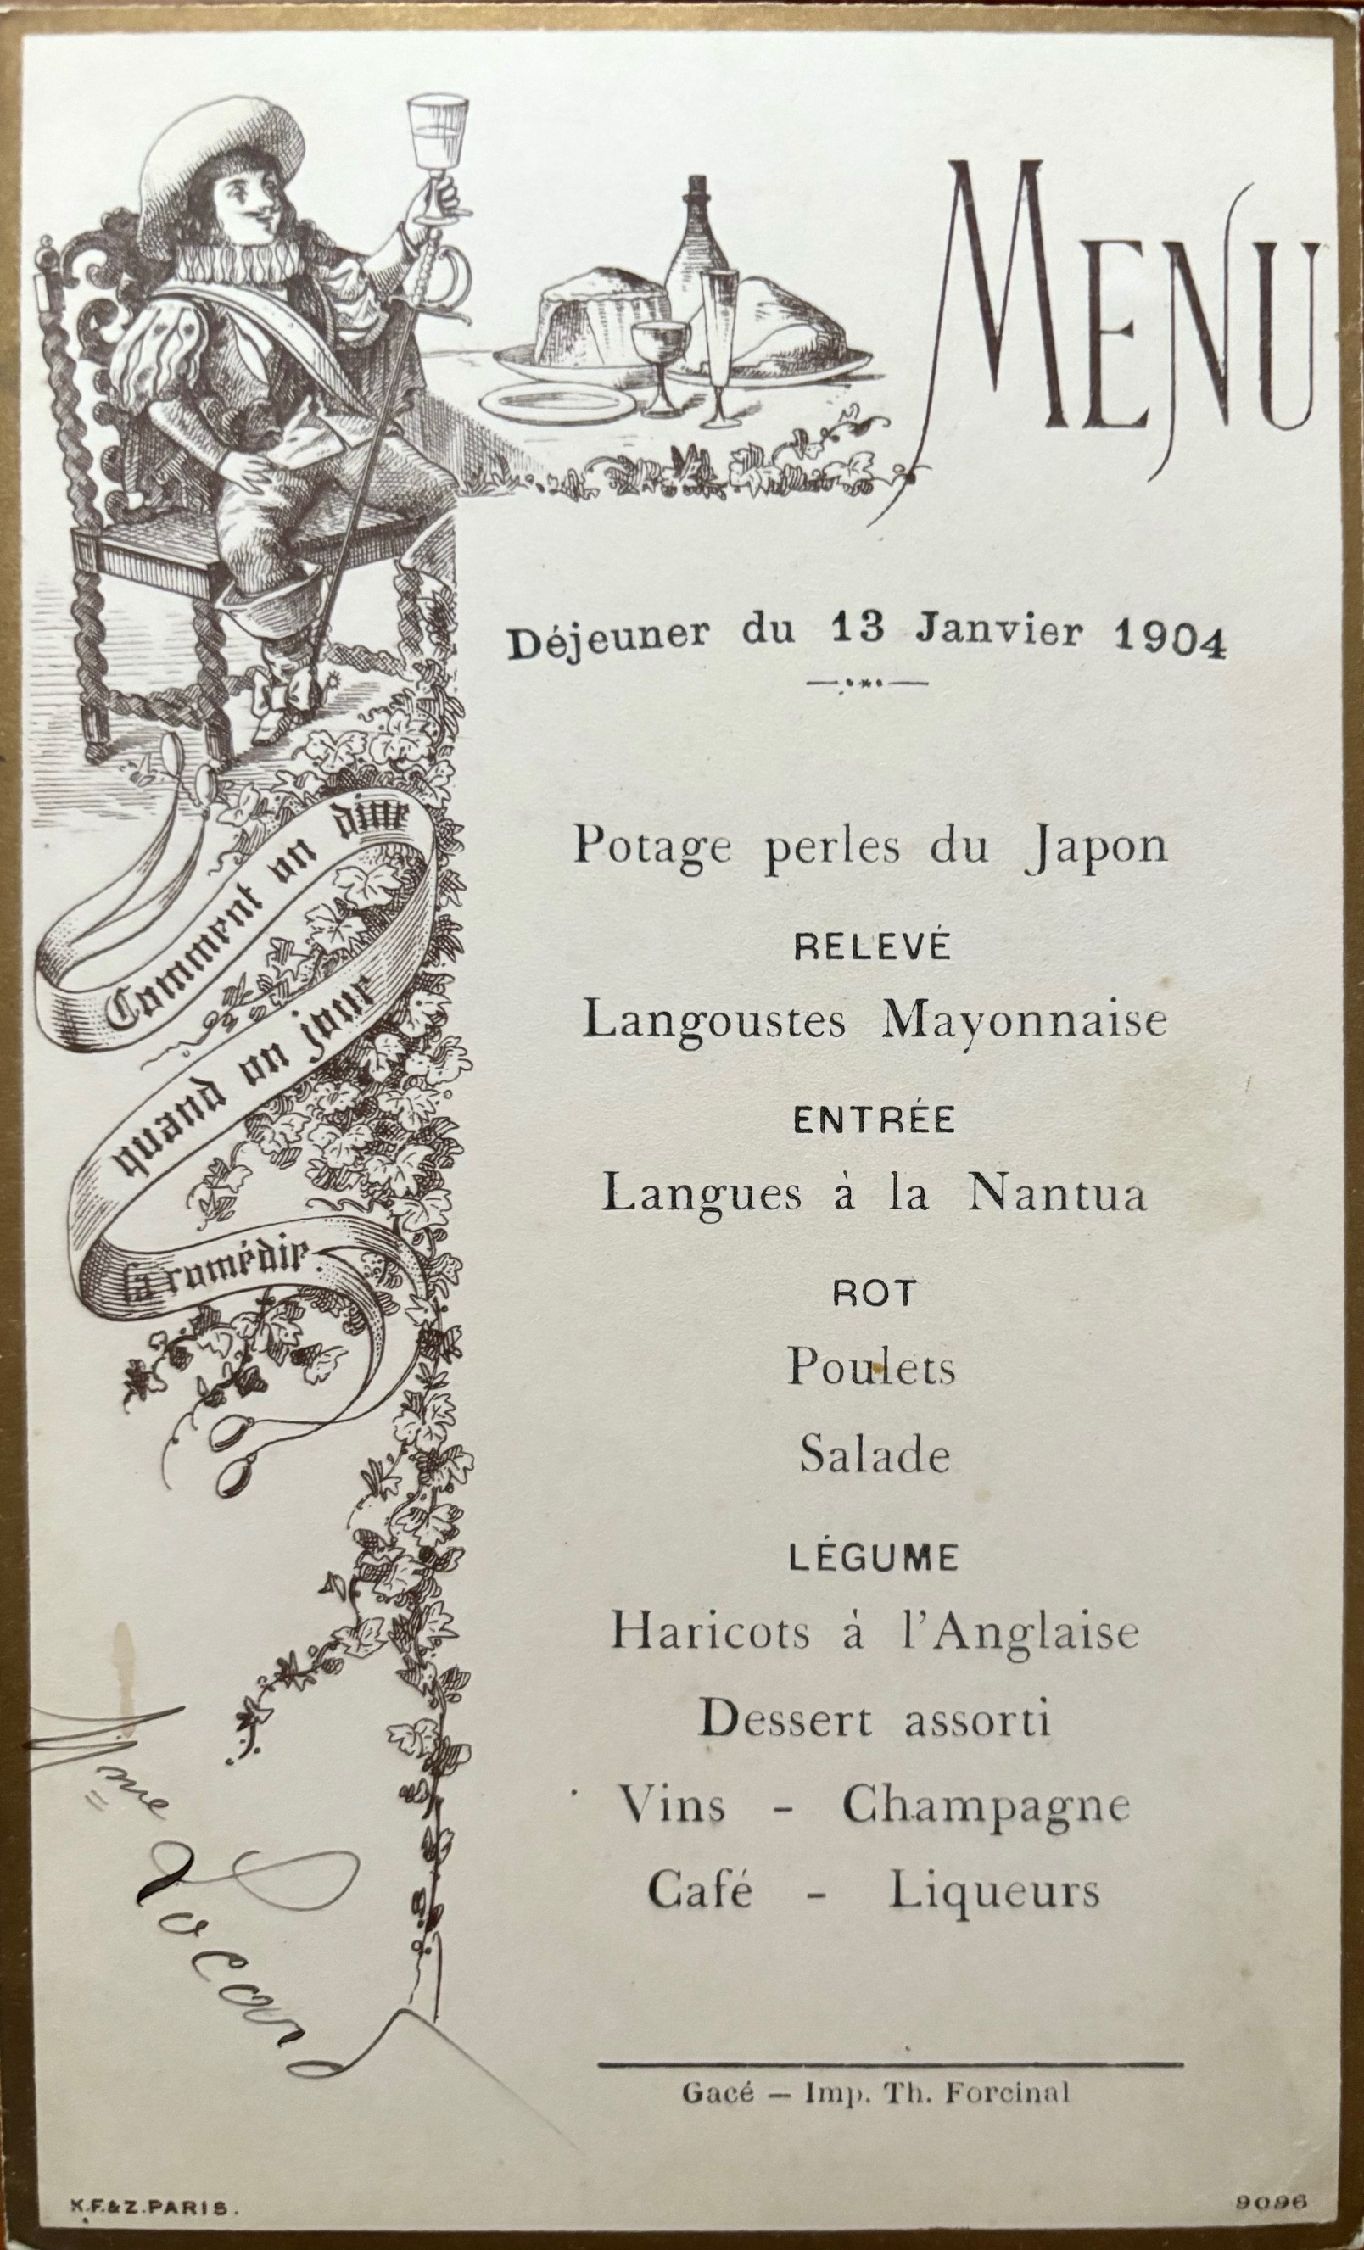 MENU
Déjeuner du 13 Janvier 1904
Potage perles du Japon
RELEVÉ
Langoustes Mayonnaise
ENTRÉE
Langues à la Nantua
ROT
Poulets
Salade
LÉGUME
Haricots à l'Anglaise
Dessert assorti
Vins - Champagne
Café - Liqueurs
Gacé — Imp. Th. Forcinal
Comment on dine
quand on joue
la comédie.
Mme Locard
K.F.&Z.PARIS.
9096